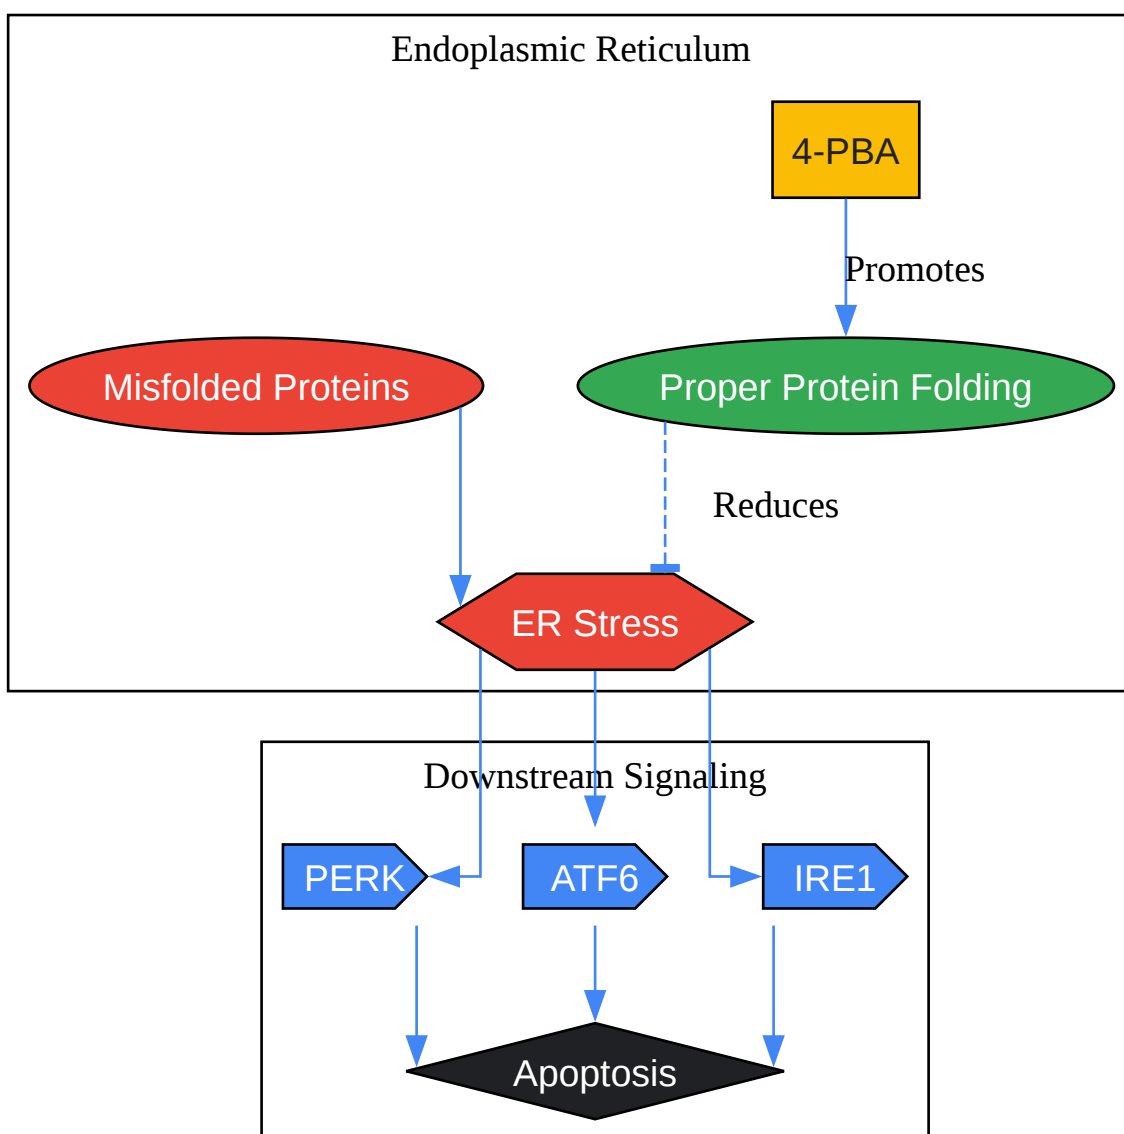 Endoplasmic Reticulum
4-PBA
Promotes
Misfolded Proteins
Proper Protein Folding
Reduces
ER Stress
Downstream Signaling
PERK
ATF6
IRE1
Apoptosis